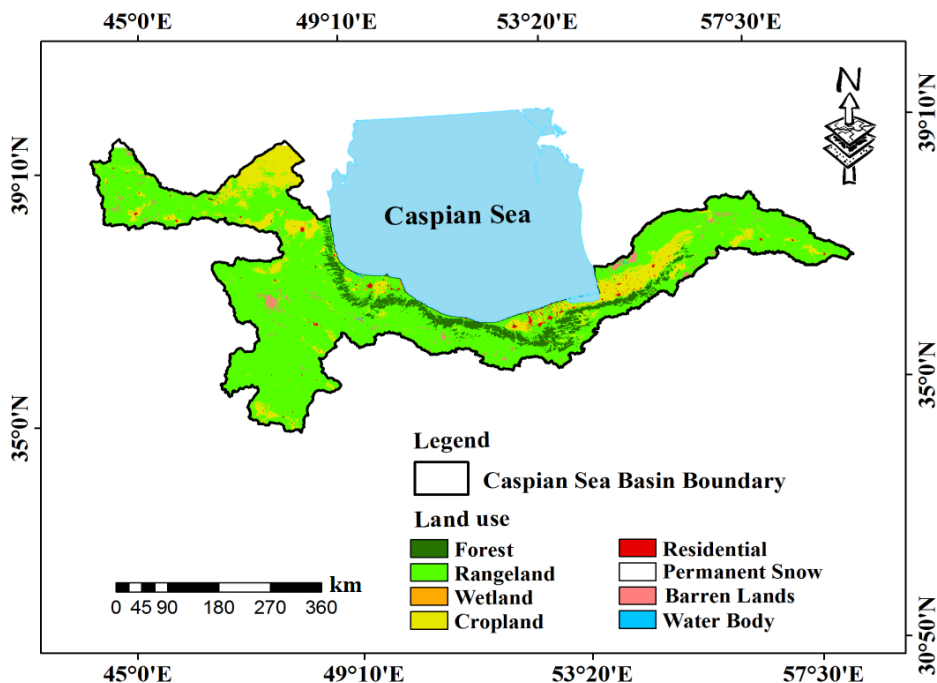 45°0'E 49°10'E 53°20'E 57°30'E
N
39°10'N
39°10'N
Caspian Sea
35°0'N
35°0'N
Legend
Caspian Sea Basin Boundary
Land use
Forest
Residential
Rangeland
Permanent Snow
Wetland
Barren Lands
Cropland
Water Body
km
0 45 90 180 270 360
30°50'N
45°0'E 49°10'E 53°20'E 57°30'E